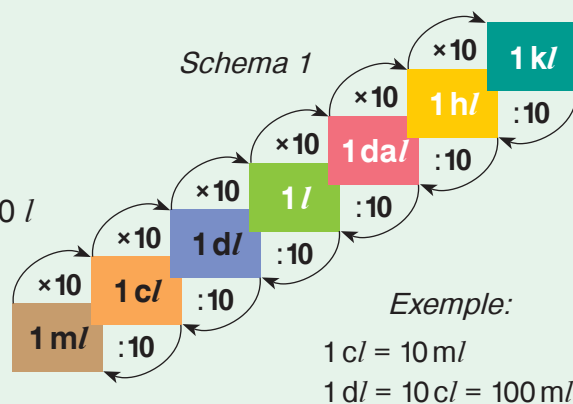 Schema 1
×10
1 kl
×10
1 hl
:10
×10
1 dal
:10
×10
1 l
:10
×10
1 dl
:10
0 l
×10
1 cl
:10
×10
1 ml
:10
Exemple:
1 cl = 10 ml
1 dl = 10 cl = 100 ml